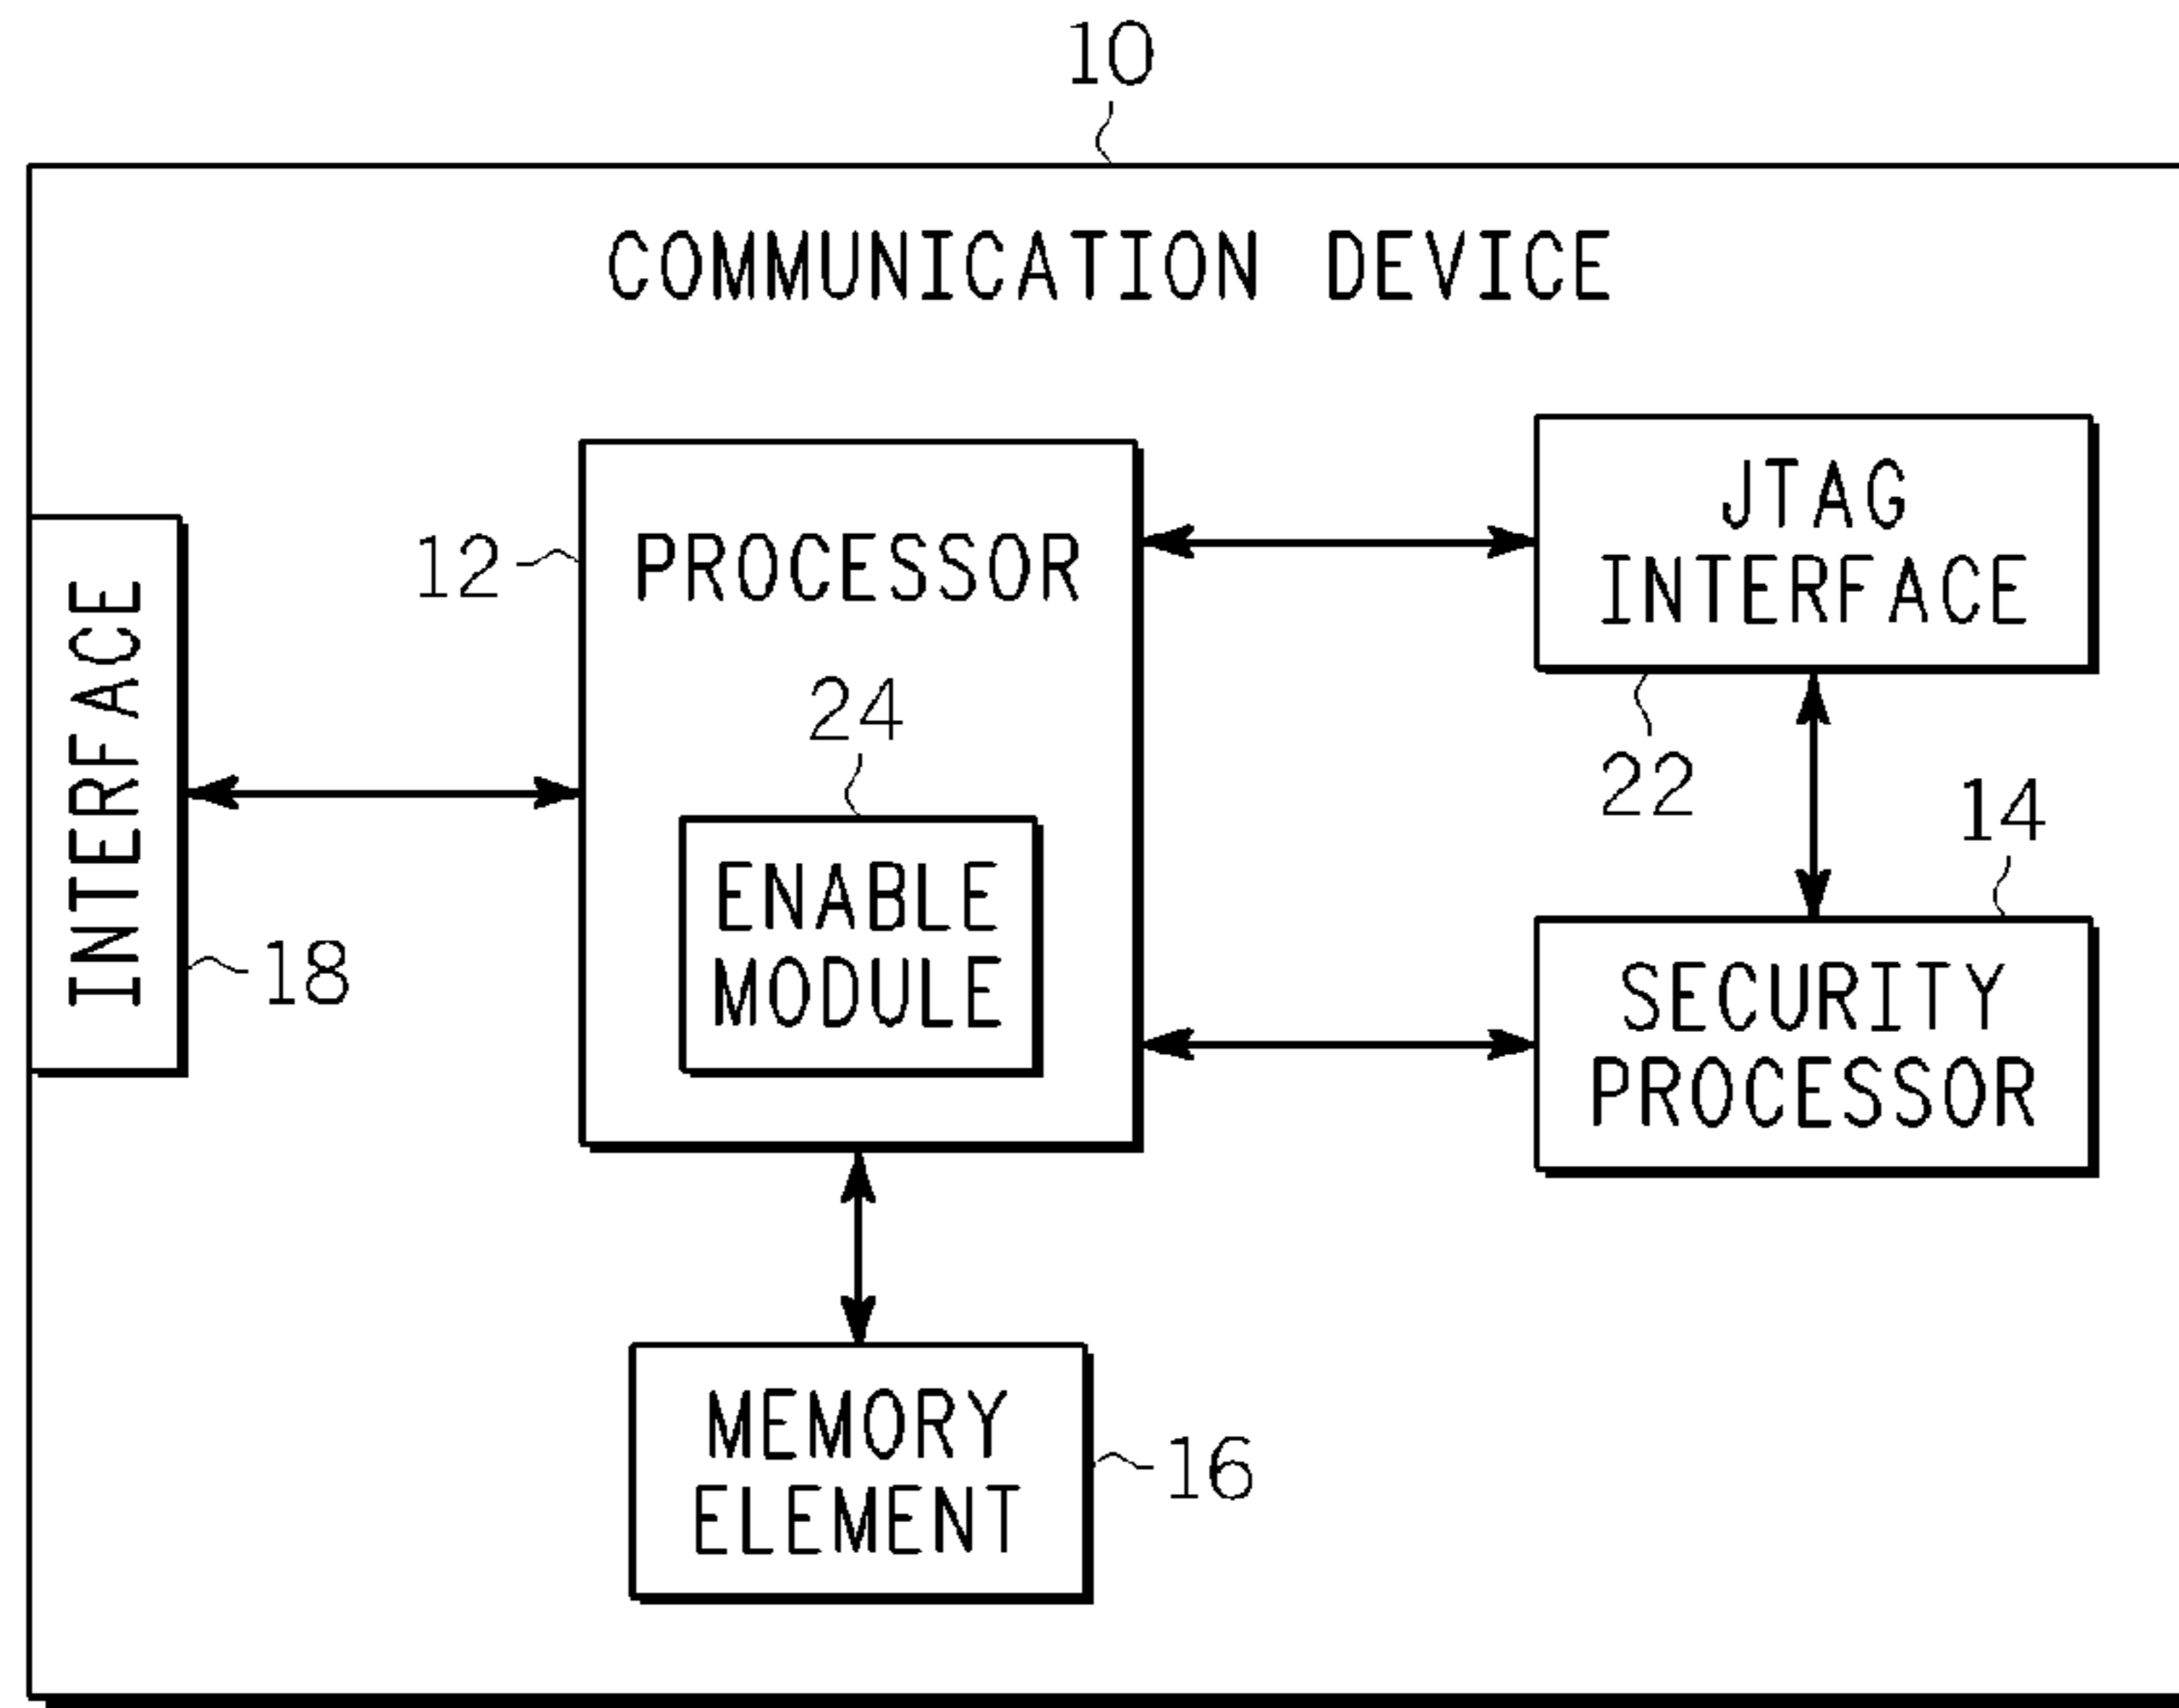 10
COMMUNICATION DEVICE
INTERFACE
18
12
PROCESSOR
24
ENABLE
MODULE
JTAG
INTERFACE
22
14
SECURITY
PROCESSOR
MEMORY
ELEMENT
16